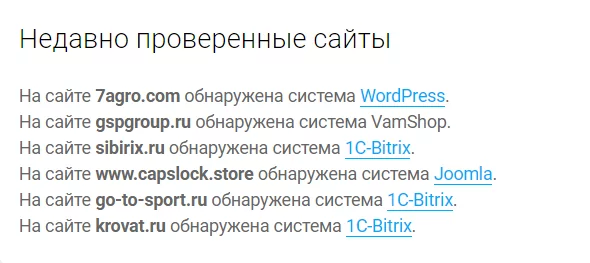 Недавно проверенные сайты
На сайте 7agro.com обнаружена система WordPress.
На сайте gspgroup.ru обнаружена система VamShop.
На сайте sibirix.ru обнаружена система 1C-Bitrix.
На сайте www.capslock.store обнаружена система Joomla.
На сайте go-to-sport.ru обнаружена система 1C-Bitrix.
На сайте krovat.ru обнаружена система 1C-Bitrix.